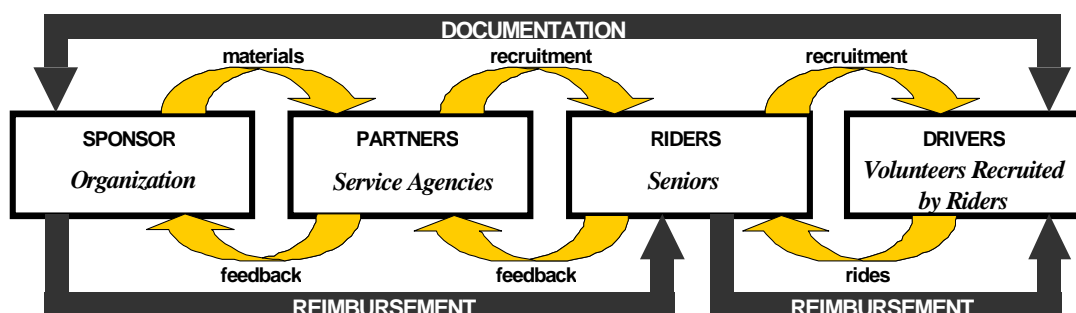 DOCUMENTATION
materials
recruitment
recruitment
SPONSOR
Organization
PARTNERS
Service Agencies
RIDERS
Seniors
DRIVERS
Volunteers Recruited
by Riders
feedback
feedback
rides
REIMBURSEMENT
REIMBURSEMENT